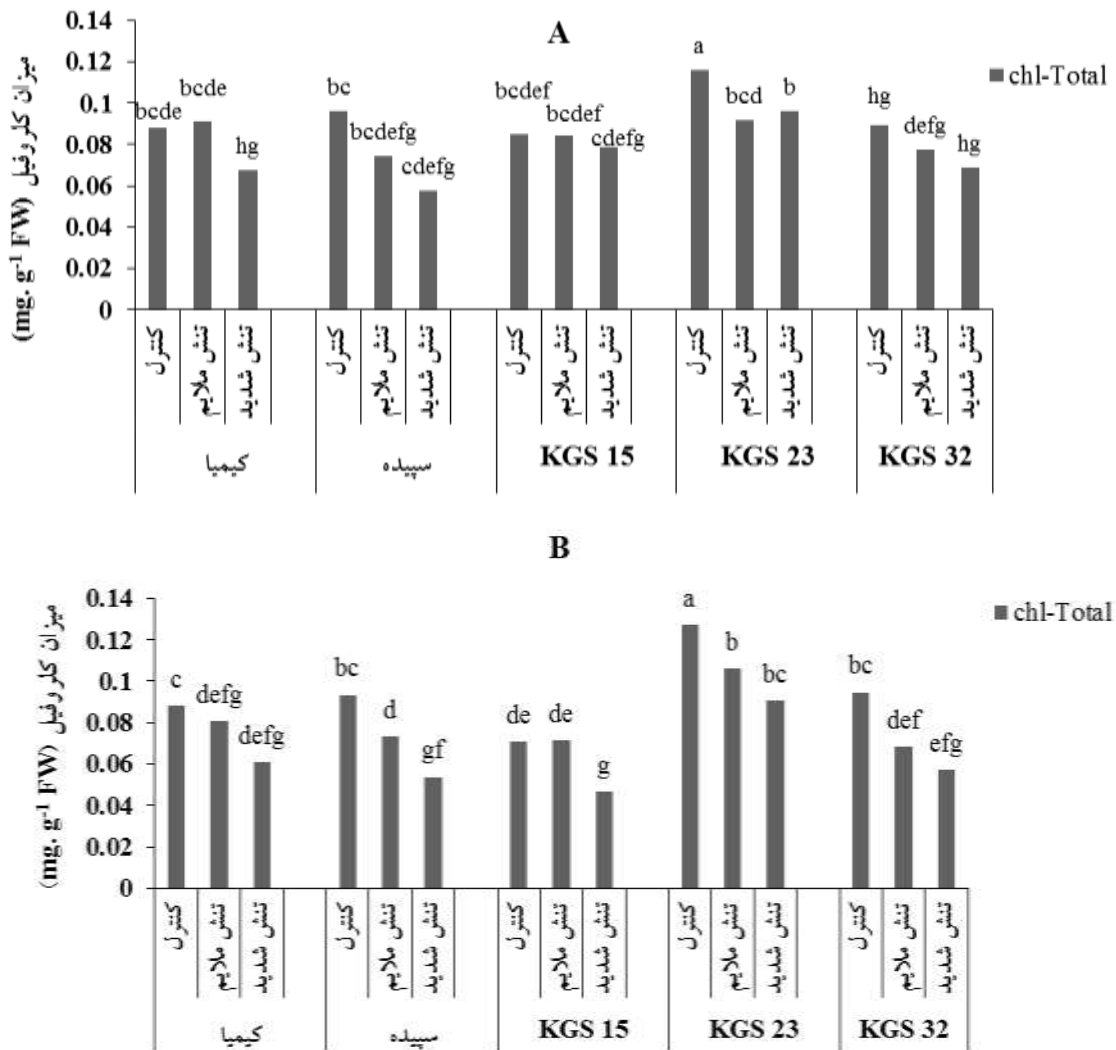 A
chl-Total
میزان کلروفیل (mg. g-1 FW)
0.14
0.12
0.1
0.08
0.06
0.04
0.02
0
bcde
bcde
hg
bc
bcdefg
cdefg
bcdef
bcdef
cdefg
a
bcd
b
hg
defg
hg
کنترل
تنش ملایم
تنش شدید
کنترل
تنش ملایم
تنش شدید
کنترل
تنش ملایم
تنش شدید
کنترل
تنش ملایم
تنش شدید
کنترل
تنش ملایم
تنش شدید
کیمیا
سپیده
KGS 15
KGS 23
KGS 32
B
chl-Total
میزان کلروفیل (mg. g-1 FW)
0.14
0.12
0.1
0.08
0.06
0.04
0.02
0
c
defg
defg
bc
d
gf
de
de
g
a
b
bc
bc
def
efg
کنترل
تنش ملایم
تنش شدید
کنترل
تنش ملایم
تنش شدید
کنترل
تنش ملایم
تنش شدید
کنترل
تنش ملایم
تنش شدید
کنترل
تنش ملایم
تنش شدید
کیمیا
سپیده
KGS 15
KGS 23
KGS 32